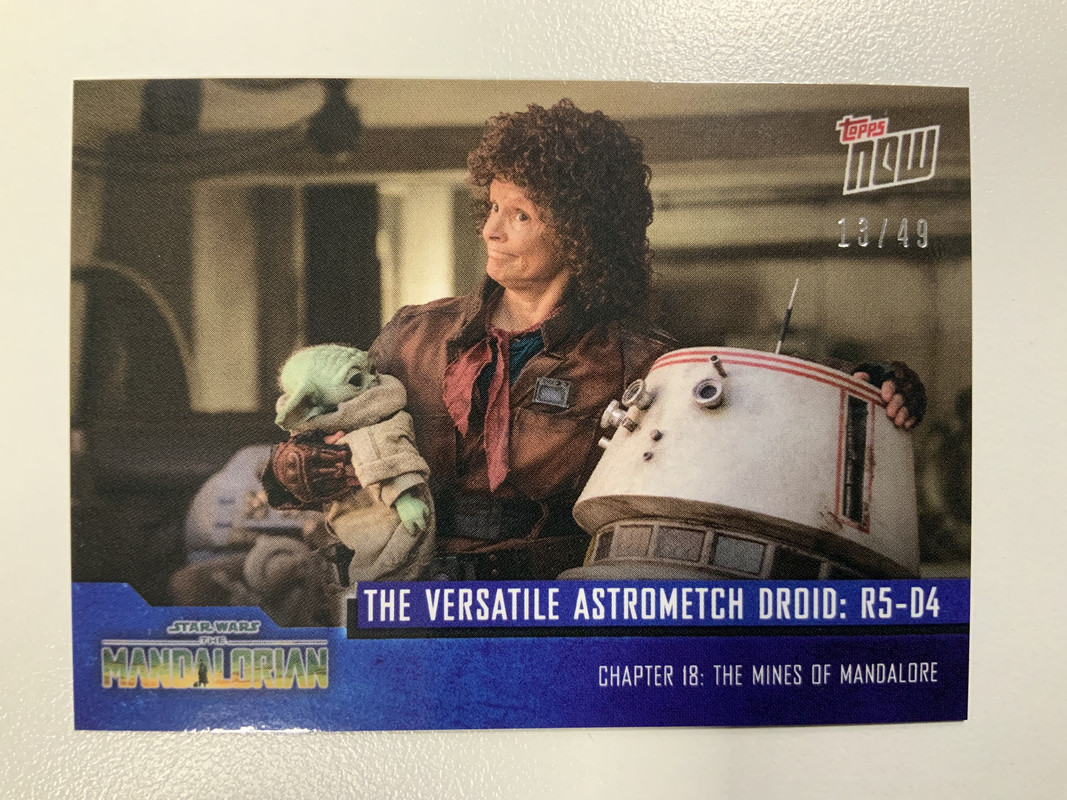 topps
now
13/49
THE VERSATILE ASTROMETCH DROID: R5-D4
STAR WARS
THE
MANDALORIAN
CHAPTER 18: THE MINES OF MANDALORE